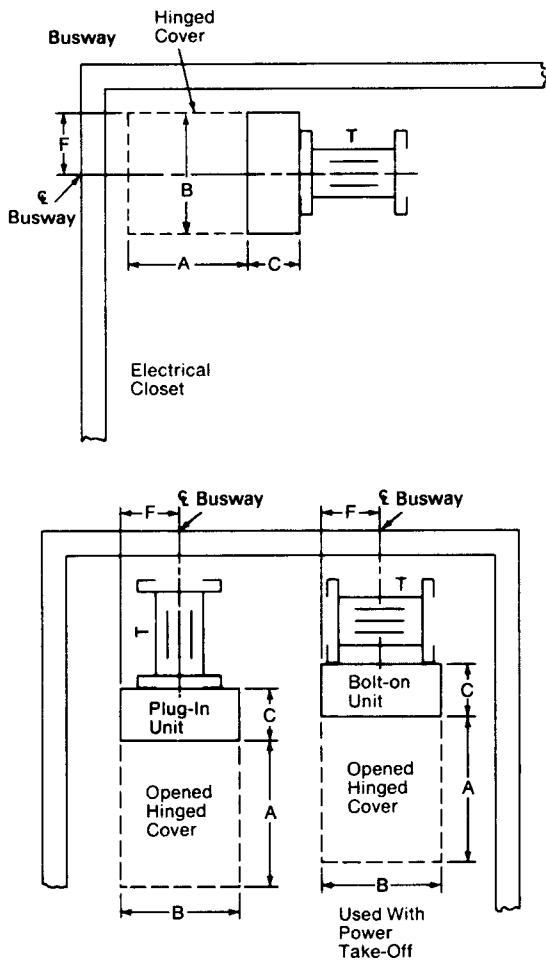 Hinged
Cover
Busway
F
T
B
℄
Busway
A
C
Electrical
Closet
℄ Busway
℄ Busway
F
F
T
T
Plug-In
Unit
C
Bolt-on
Unit
C
Opened
Hinged
Cover
A
Opened
Hinged
Cover
A
B
B
Used With
Power
Take-Off